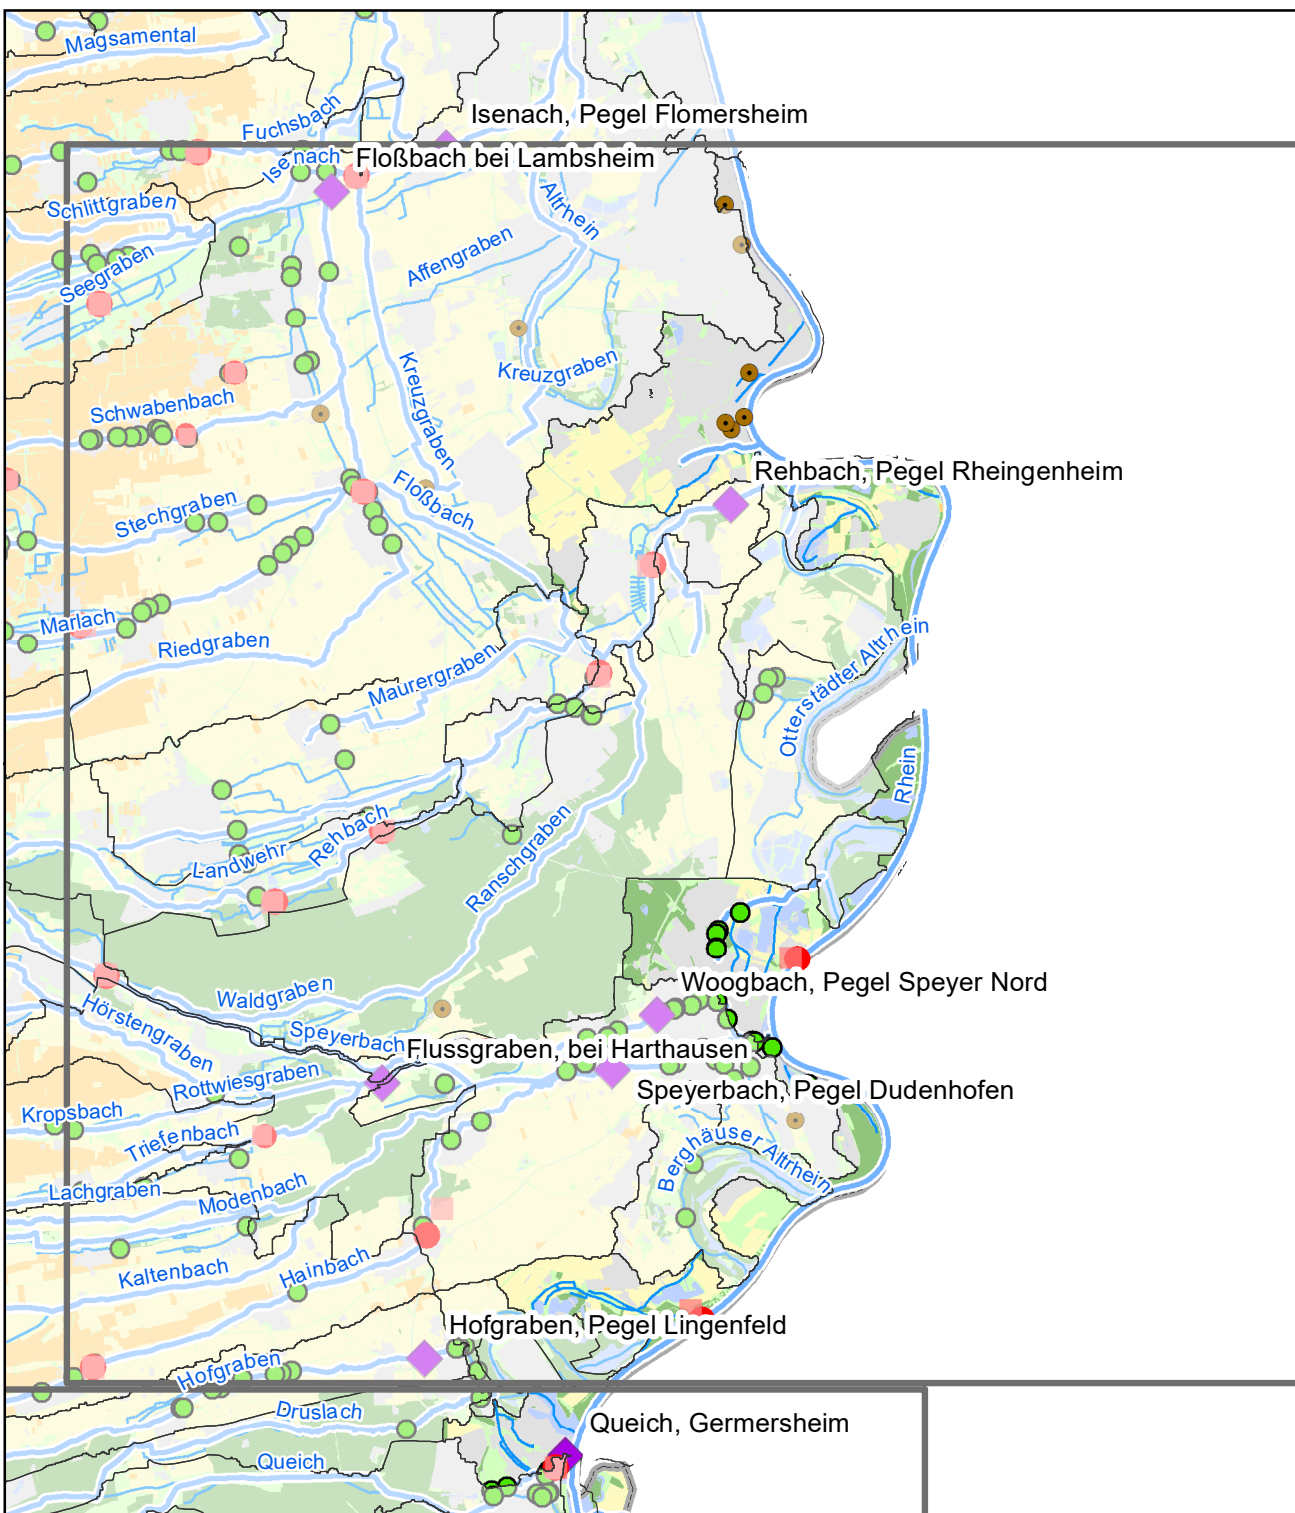 Magsamental
Isenach, Pegel Flomersheim
Fuchsbach
Isenach
Floßbach bei Lambsheim
Schlittgraben
Altrhein
Affengraben
Seegraben
Kreuzgraben
Kreuzgraben
Schwabenbach
Rehbach, Pegel Rheingenheim
Floßbach
Stechgraben
Marlach
Riedgraben
Maurergraben
Otterstädter Altrhein
Rhein
Rehbach
Landwehr
Ranschgraben
Woogbach, Pegel Speyer Nord
Waldgraben
Hörstengraben
Speyerbach
Flussgraben, bei Harthausen
Rottwiesgraben
Speyerbach, Pegel Dudenhofen
Kropsbach
Triefenbach
Berghäuser Altrhein
Lachgraben
Modenbach
Kaltenbach
Hainbach
Hofgraben, Pegel Lingenfeld
Hofgraben
Druslach
Queich, Germersheim
Queich